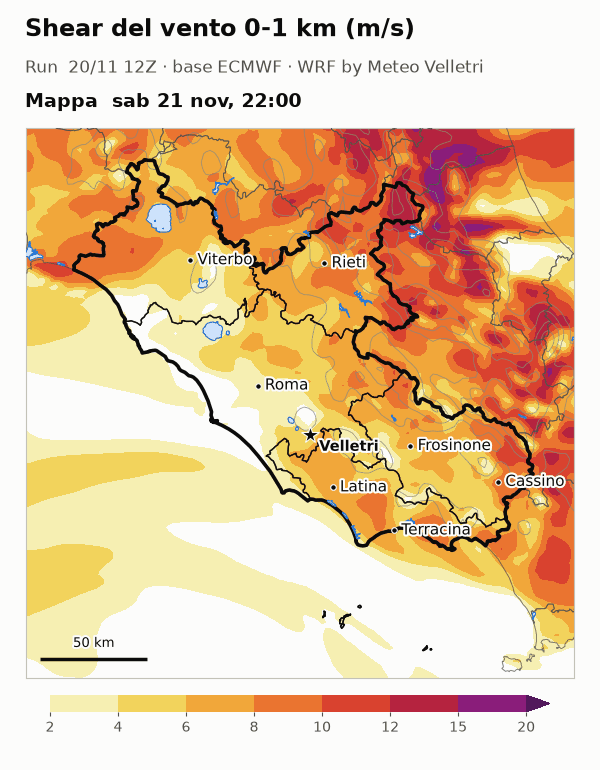 Shear del vento 0-1 km (m/s)
Run  20/11 12Z · base ECMWF · WRF by Meteo Velletri
Mappa  sab 21 nov, 22:00
Viterbo
Rieti
Roma
Velletri
Frosinone
Latina
Cassino
Terracina
50 km
2 4 6 8 10 12 15 20